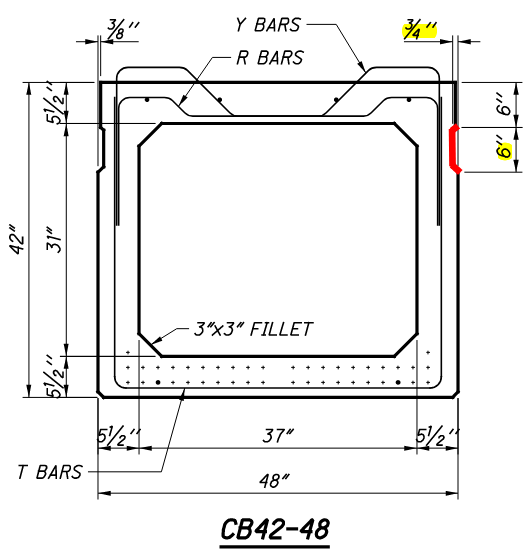 3/8"
Y BARS
3/4"
R BARS
5 1/2"
6"
6"
42"
31"
3"x3" FILLET
5 1/2"
5 1/2"
37"
5 1/2"
T BARS
48"
CB42-48